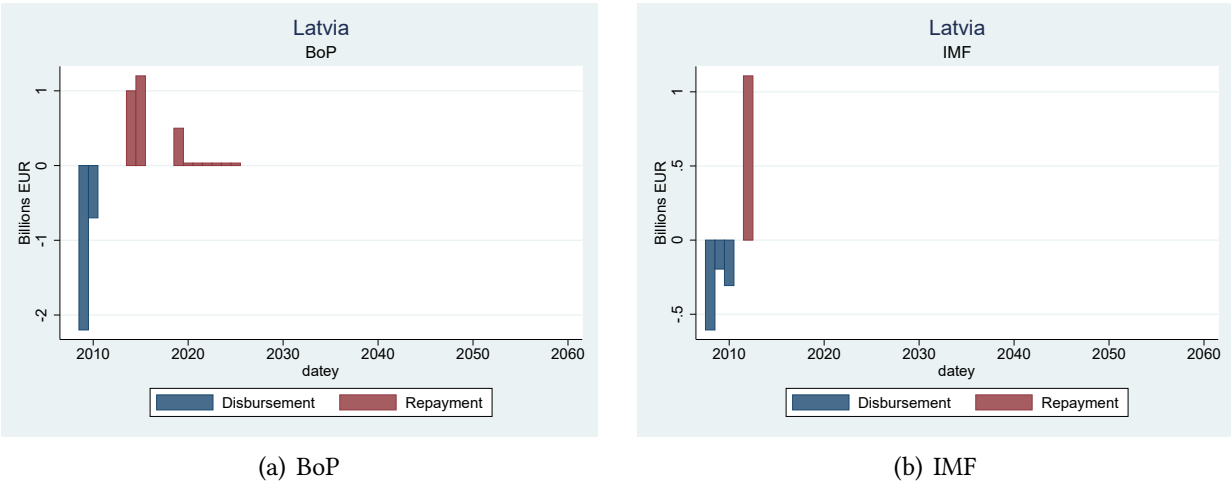 Latvia
BoP
Billions EUR
1
0
-1
-2
2010 2020 2030 2040 2050 2060
datey
Disbursement Repayment
(a) BoP
Latvia
IMF
Billions EUR
1
.5
0
-.5
2010 2020 2030 2040 2050 2060
datey
Disbursement Repayment
(b) IMF